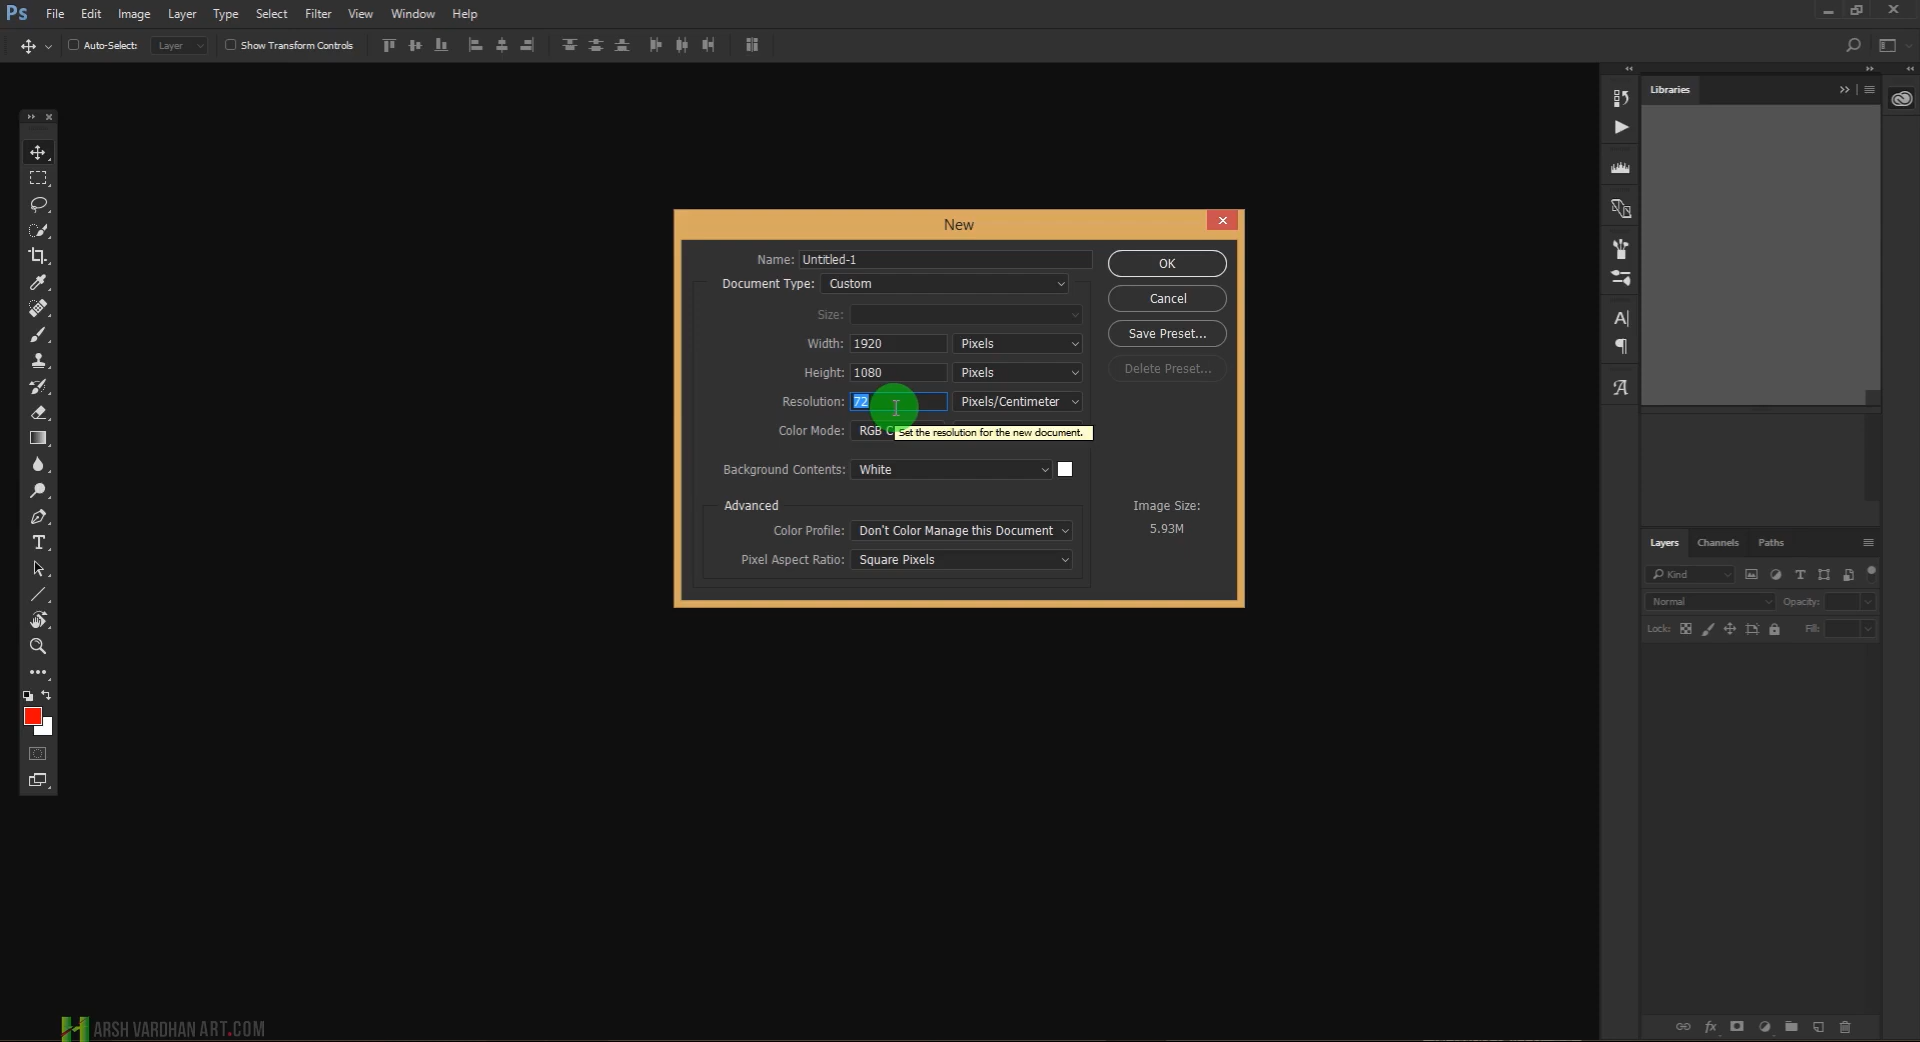 Ps File Edit Image Layer Type Select Filter View Window Help
Auto-Select: Layer Show Transform Controls
Libraries
New
Name: Untitled-1
OK
Document Type: Custom
Cancel
Size:
Save Preset...
Width: 1920 Pixels
Height: 1080 Pixels
Delete Preset...
Resolution: 72 Pixels/Centimeter
Color Mode: RGB C
Set the resolution for the new document.
Background Contents: White
Advanced
Image Size:
5.93M
Color Profile: Don't Color Manage this Document
Pixel Aspect Ratio: Square Pixels
Layers Channels Paths
Kind
Normal Opacity:
Lock: Fill:
fx
HARSH VARDHAN ART.COM